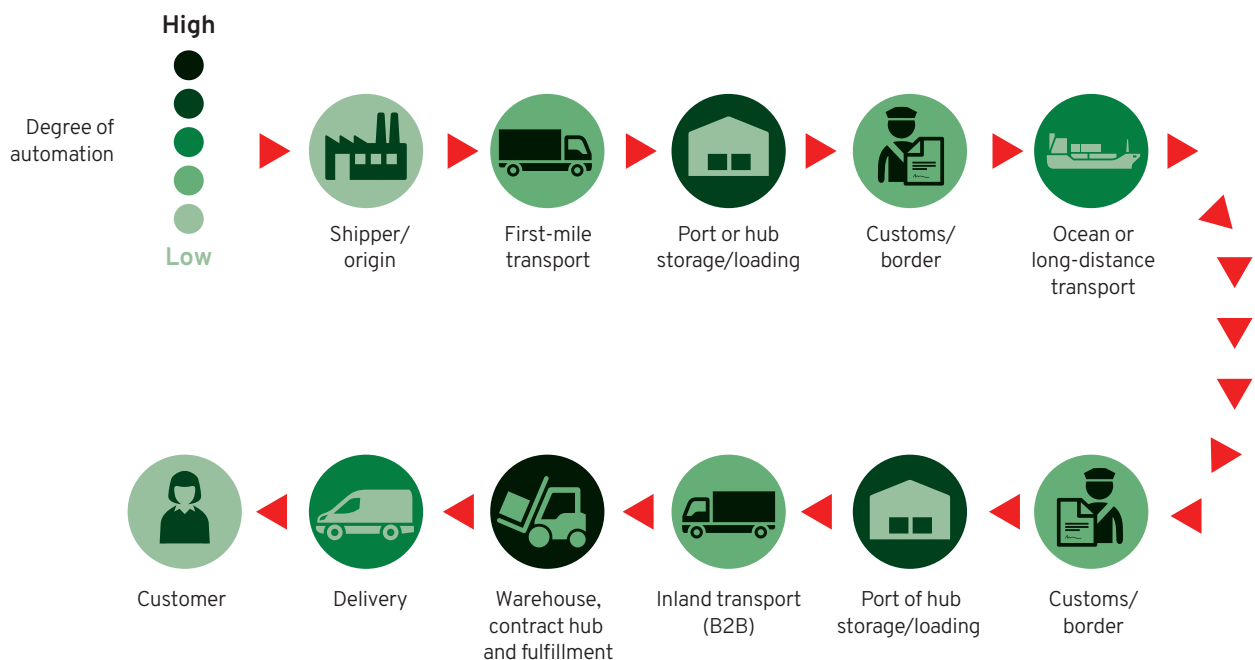 High
Degree of
automation
Low
Shipper/
origin
First-mile
transport
Port or hub
storage/loading
Customs/
border
Ocean or
long-distance
transport
Customer
Delivery
Warehouse,
contract hub
and fulfillment
Inland transport
(B2B)
Port of hub
storage/loading
Customs/
border